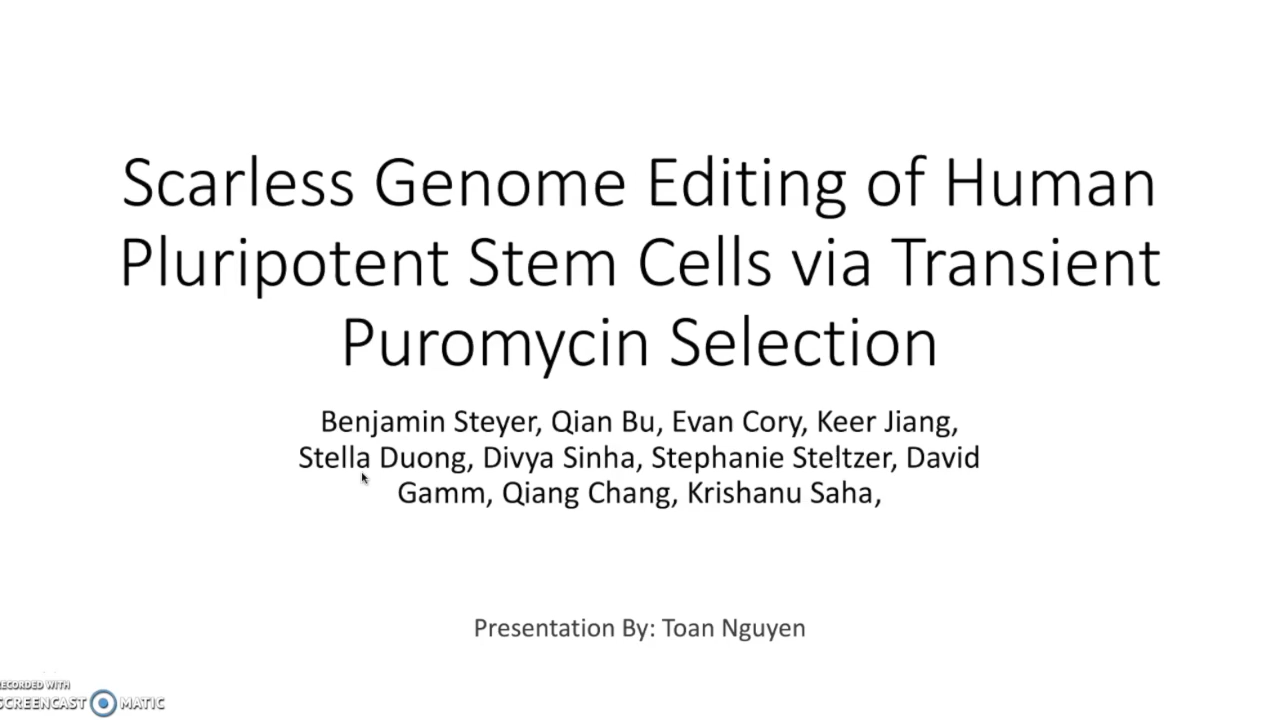 Scarless Genome Editing of Human
Pluripotent Stem Cells via Transient
Puromycin Selection
Benjamin Steyer, Qian Bu, Evan Cory, Keer Jiang,
Stella Duong, Divya Sinha, Stephanie Steltzer, David
Gamm, Qiang Chang, Krishanu Saha,
Presentation By: Toan Nguyen
RECORDED WITH
SCREENCAST MATIC